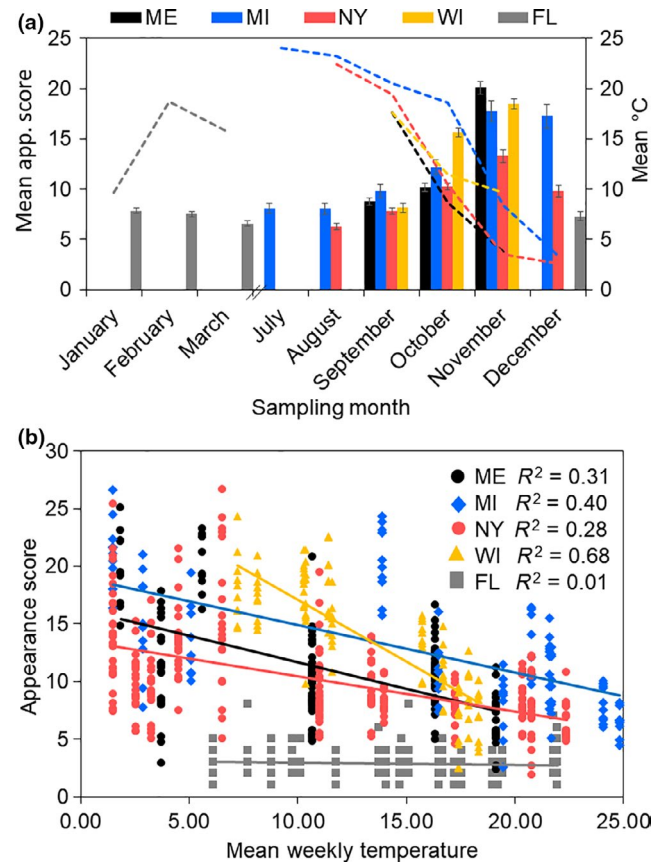 (a)
ME MI NY WI FL
Mean app. score
25
20
15
10
5
0
Mean °C
25
20
15
10
5
0
January
February
March
July
August
September
October
November
December
Sampling month
(b)
Appearance score
30
25
20
15
10
5
0
ME R² = 0.31
MI R² = 0.40
NY R² = 0.28
WI R² = 0.68
FL R² = 0.01
0.00 5.00 10.00 15.00 20.00 25.00
Mean weekly temperature